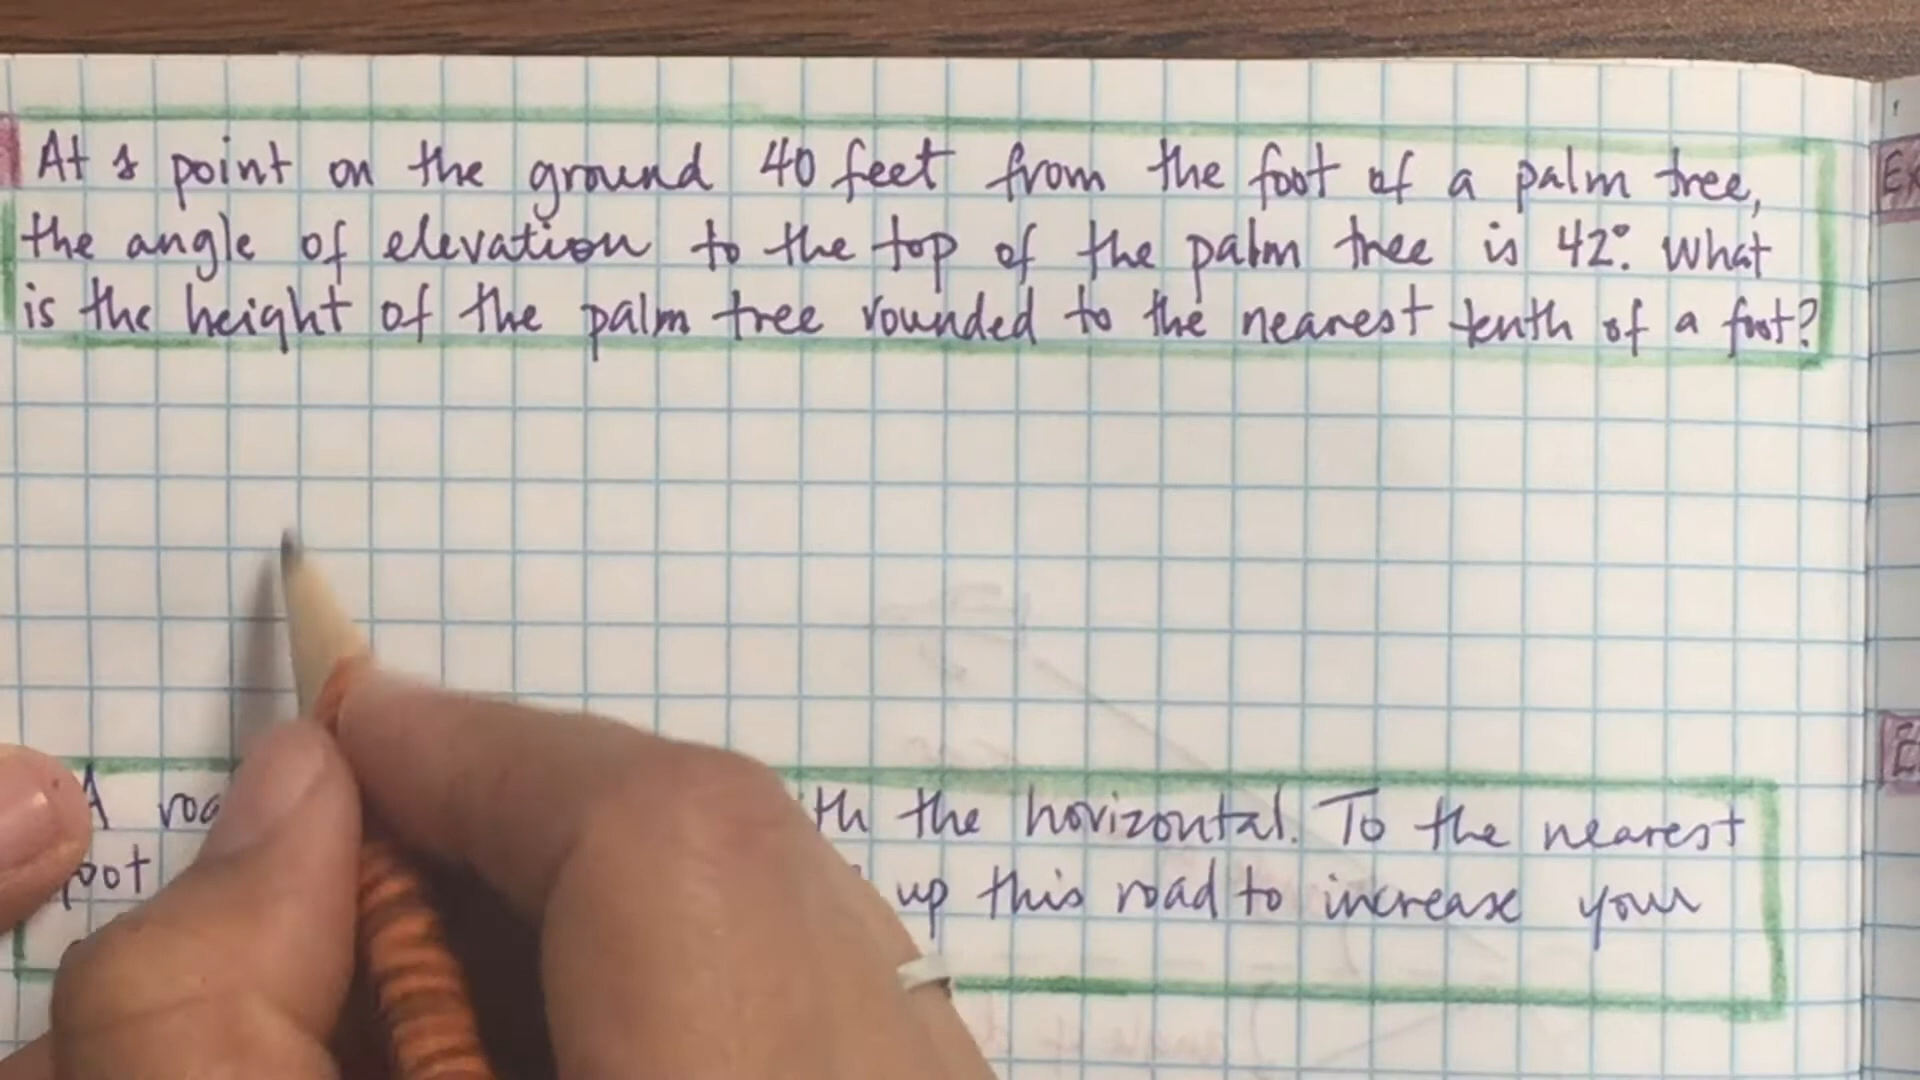 At a point on the ground 40 feet from the foot of a palm tree,
the angle of elevation to the top of the palm tree is 42°. What
is the height of the palm tree rounded to the nearest tenth of a foot?
Ex
A
th the horizontal. To the nearest
foot
up this road to increase your